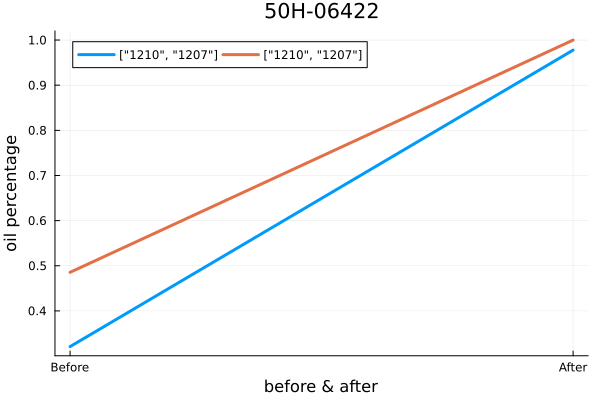 50H-06422
["1210", "1207"] ["1210", "1207"]
1.0
0.9
0.8
0.7
0.6
0.5
0.4
oil percentage
Before After
before & after